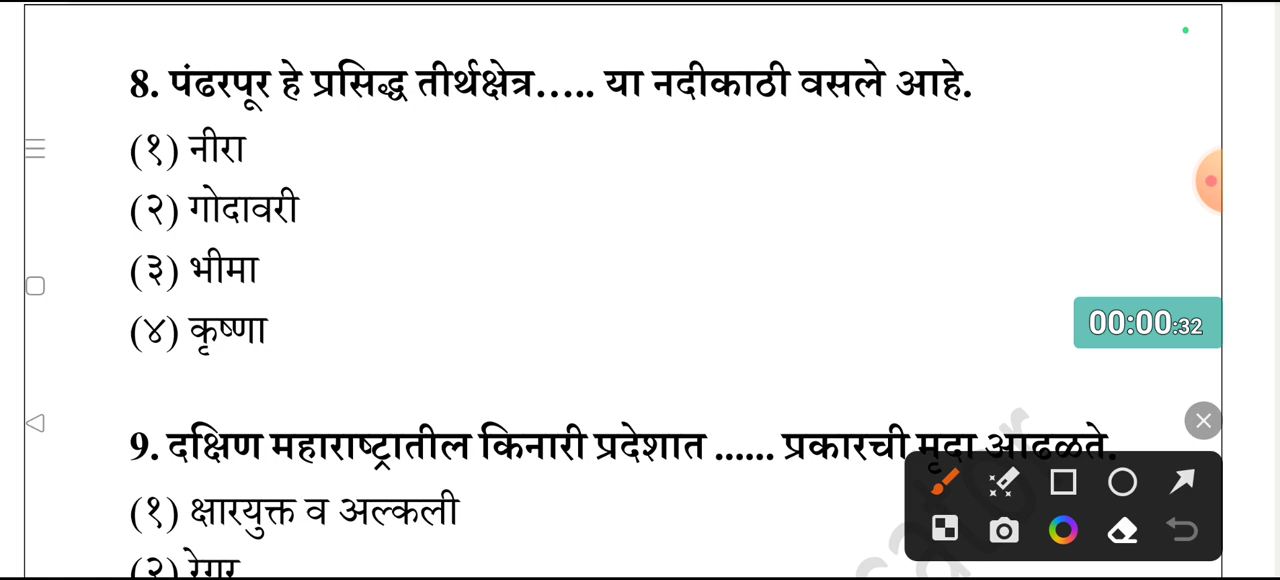 8. पंढरपूर हे प्रसिद्ध तीर्थक्षेत्र….. या नदीकाठी वसले आहे.
(१) नीरा
(२) गोदावरी
(३) भीमा
(४) कृष्णा
00:00:32
9. दक्षिण महाराष्ट्रातील किनारी प्रदेशात ...... प्रकारची मृदा आढळते.
(१) क्षारयुक्त व अल्कली
(२) रेगूर